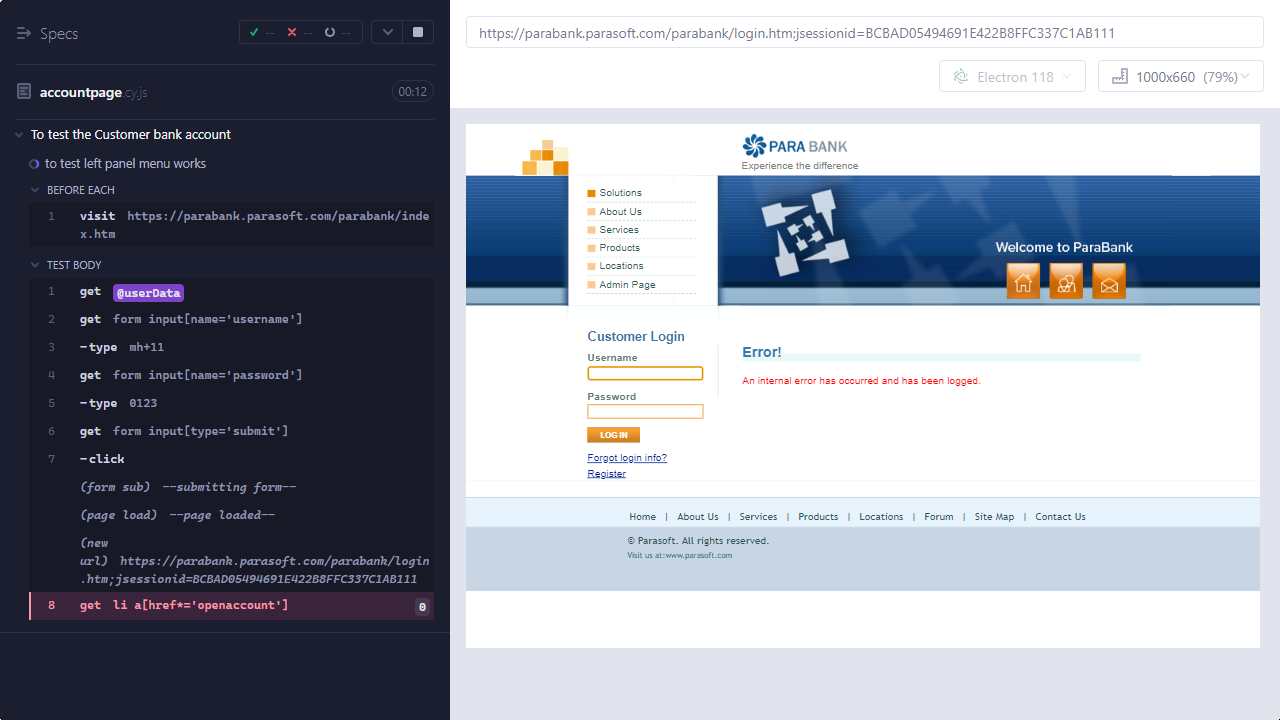 Specs
-- -- --
accountpage.cy.js
00:12
To test the Customer bank account
to test left panel menu works
BEFORE EACH
1 visit https://parabank.parasoft.com/parabank/inde
x.htm
TEST BODY
1 get @userData
2 get form input[name='username']
3 -type mh+11
4 get form input[name='password']
5 -type 0123
6 get form input[type='submit']
7 -click
(form sub) --submitting form--
(page load) --page loaded--
(new
url) https://parabank.parasoft.com/parabank/login
.htm;jsessionid=BCBAD05494691E422B8FFC337C1AB111
8 get li a[href*='openaccount'] 0
https://parabank.parasoft.com/parabank/login.htm;jsessionid=BCBAD05494691E422B8FFC337C1AB111
Electron 118
1000x660 (79%)
PARA BANK
Experience the difference
Solutions
About Us
Services
Products
Locations
Admin Page
Welcome to ParaBank
Customer Login
Username
Password
LOG IN
Forgot login info?
Register
Error!
An internal error has occurred and has been logged.
Home | About Us | Services | Products | Locations | Forum | Site Map | Contact Us
© Parasoft. All rights reserved.
Visit us at:www.parasoft.com